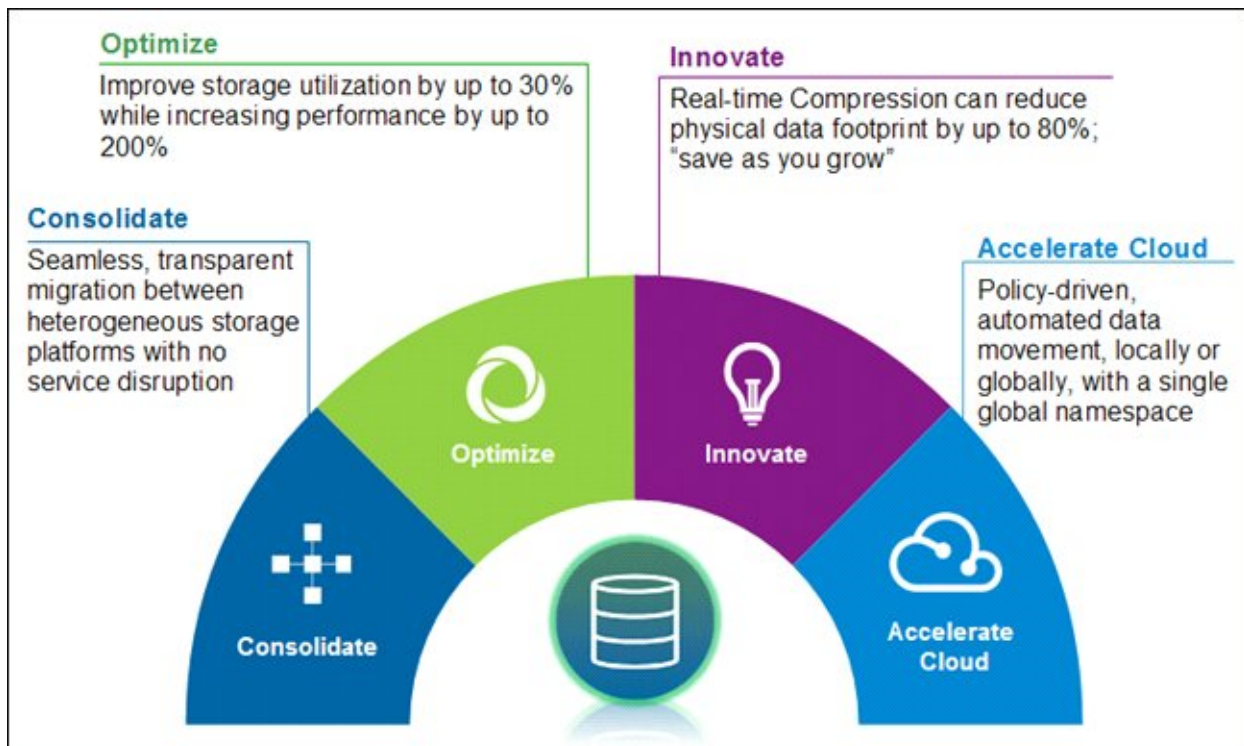 Optimize
Improve storage utilization by up to 30%
while increasing performance by up to
200%
Innovate
Real-time Compression can reduce
physical data footprint by up to 80%;
“save as you grow”
Consolidate
Seamless, transparent
migration between
heterogeneous storage
platforms with no
service disruption
Accelerate Cloud
Policy-driven,
automated data
movement, locally or
globally, with a single
global namespace
Optimize
Innovate
Consolidate
Accelerate
Cloud